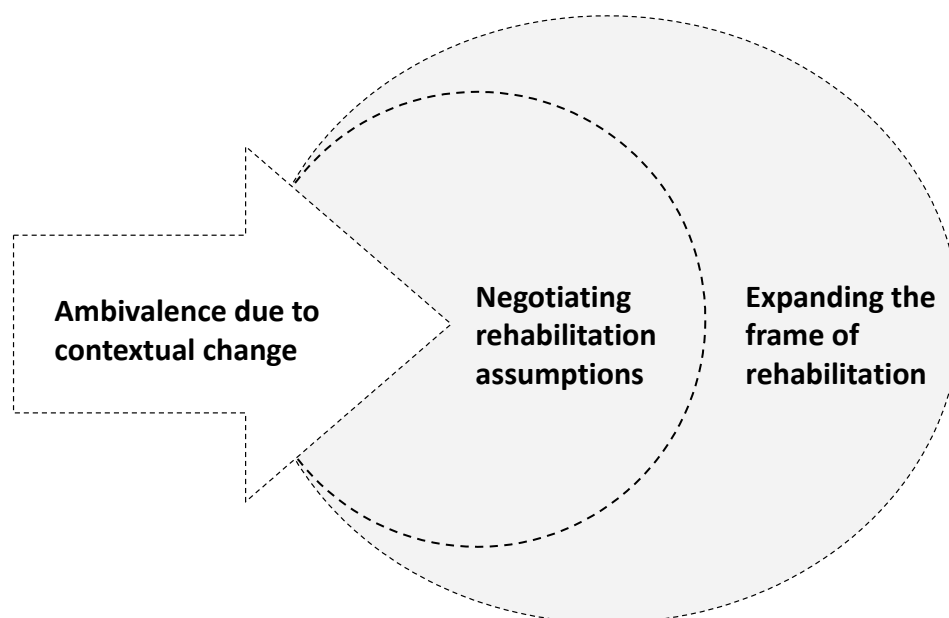 Ambivalence due to
contextual change
Negotiating
rehabilitation
assumptions
Expanding the
frame of
rehabilitation